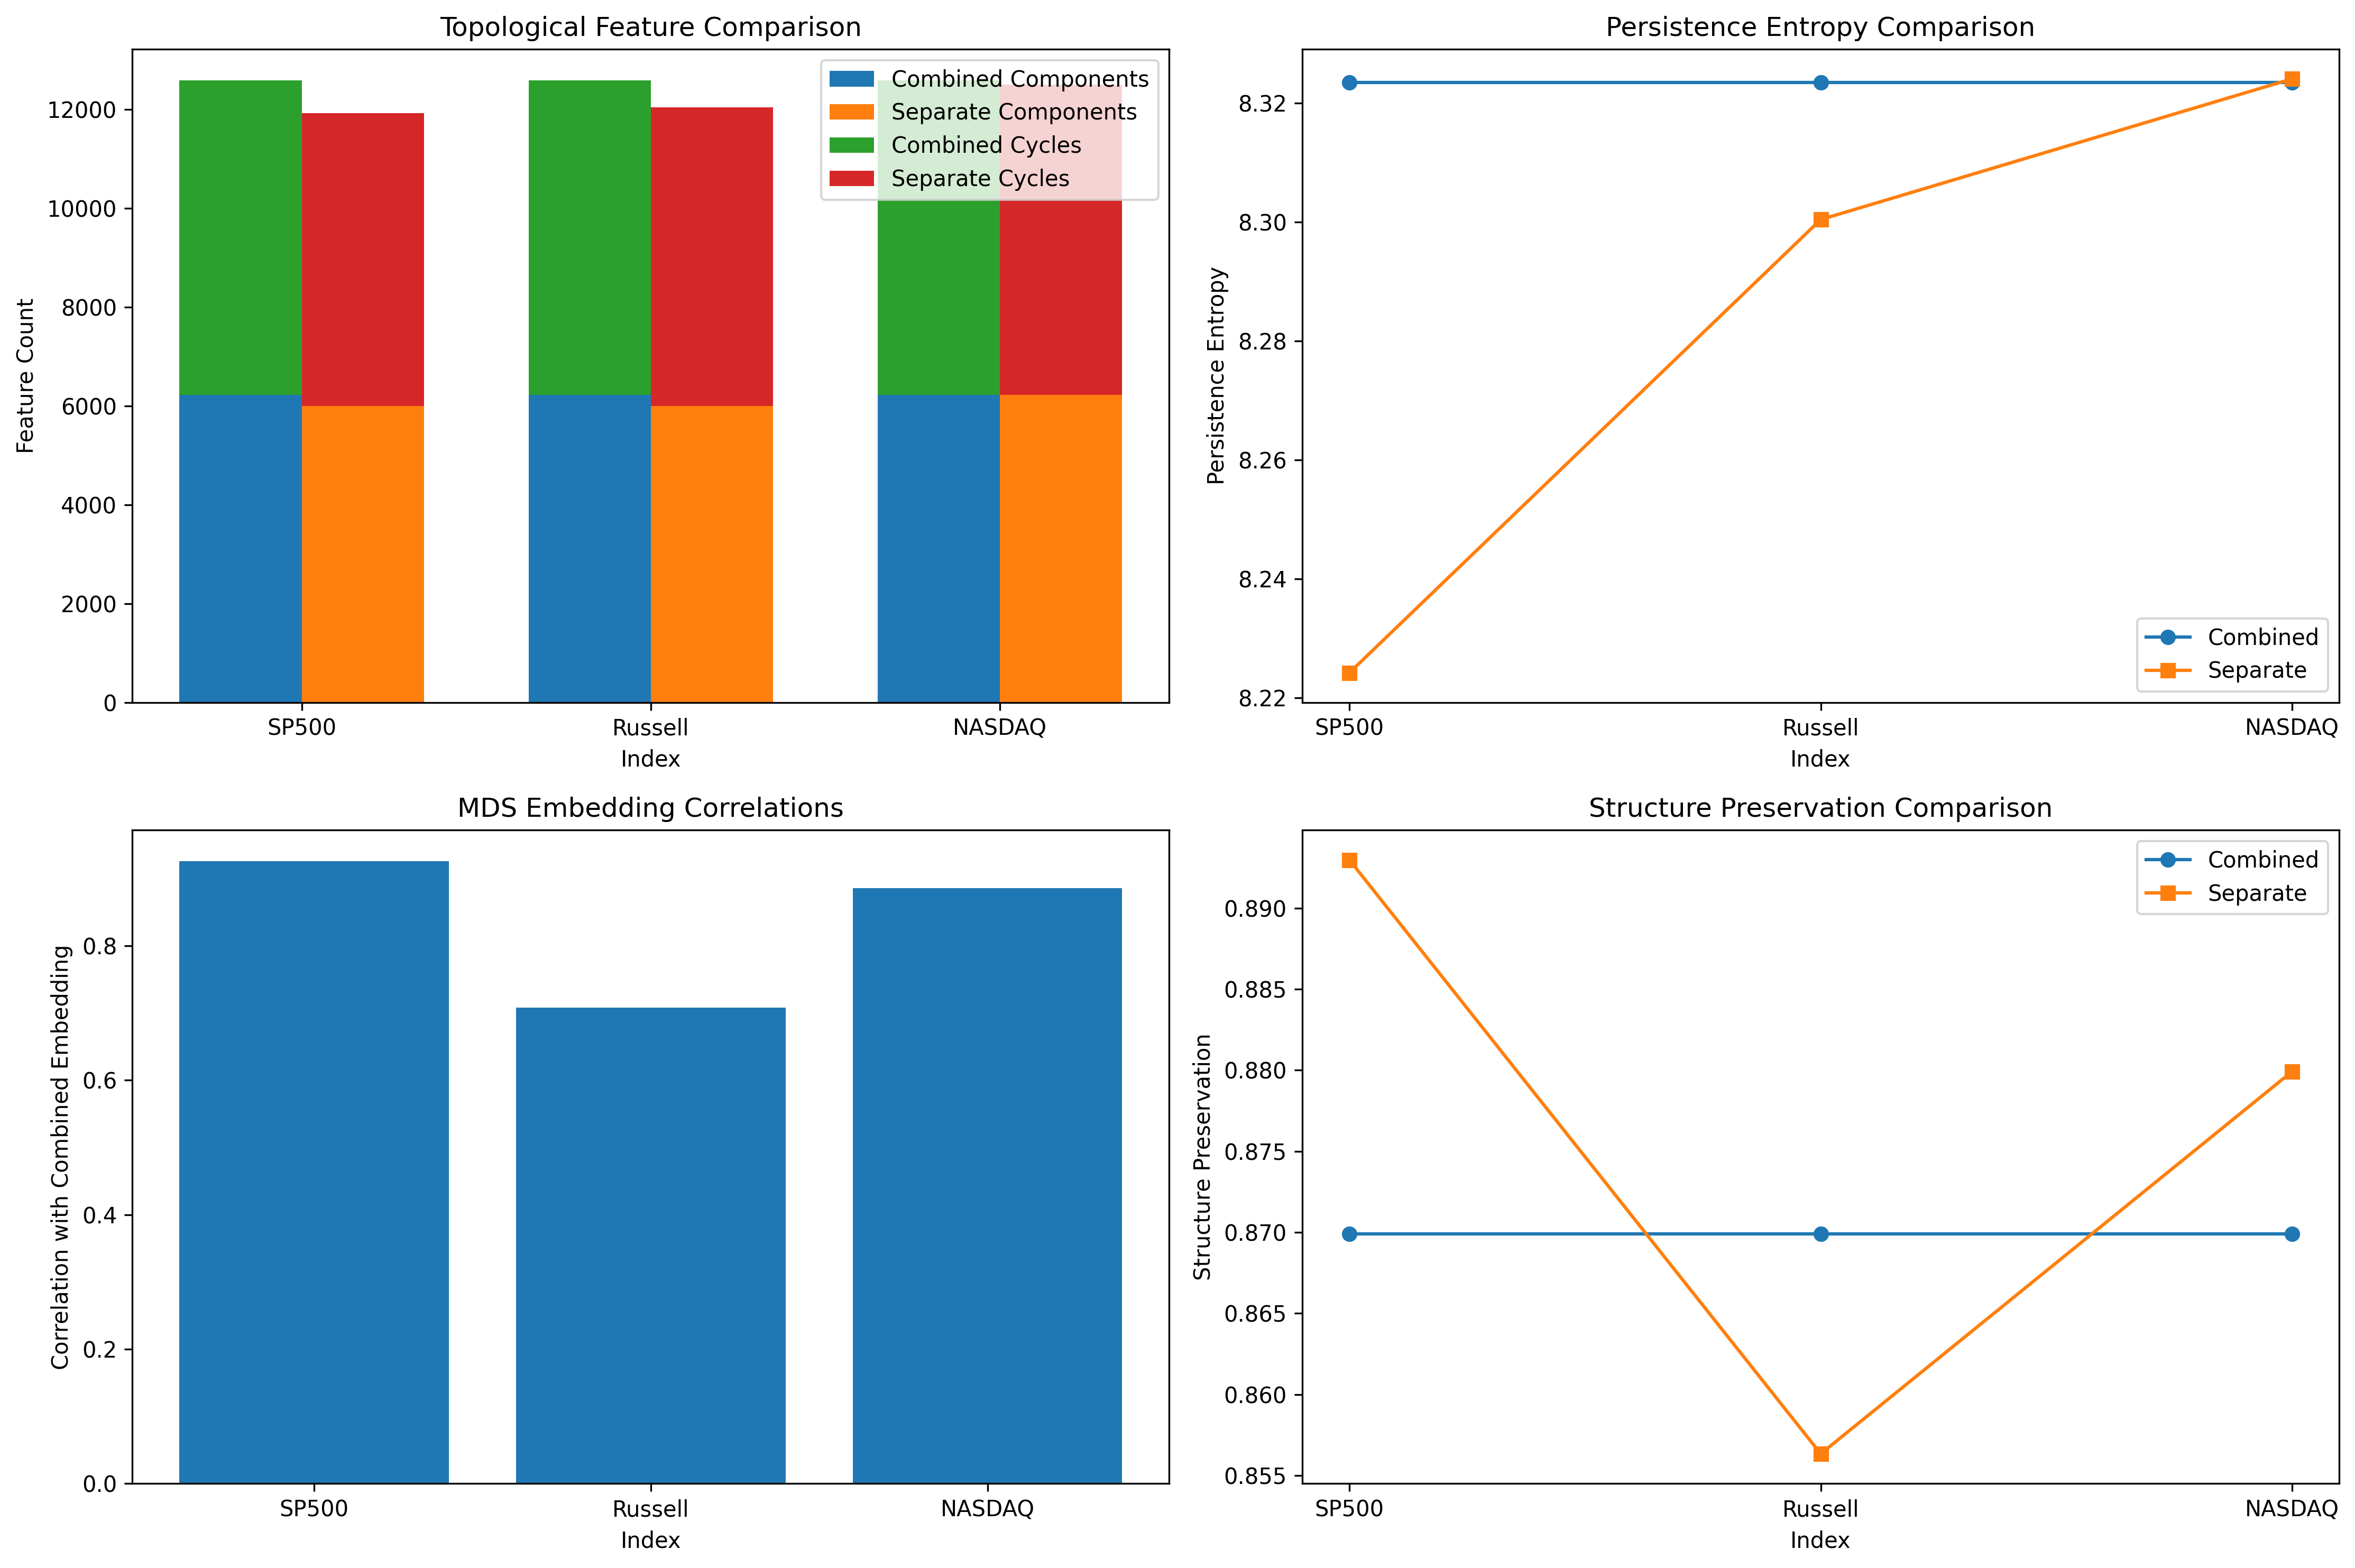 Topological Feature Comparison
Feature Count
12000
10000
8000
6000
4000
2000
0
Combined Components
Separate Components
Combined Cycles
Separate Cycles
SP500
Russell
NASDAQ
Index
Persistence Entropy Comparison
Persistence Entropy
8.32
8.30
8.28
8.26
8.24
8.22
Combined
Separate
SP500
Russell
NASDAQ
Index
MDS Embedding Correlations
Correlation with Combined Embedding
0.8
0.6
0.4
0.2
0.0
SP500
Russell
NASDAQ
Index
Structure Preservation Comparison
Structure Preservation
0.890
0.885
0.880
0.875
0.870
0.865
0.860
0.855
Combined
Separate
SP500
Russell
NASDAQ
Index